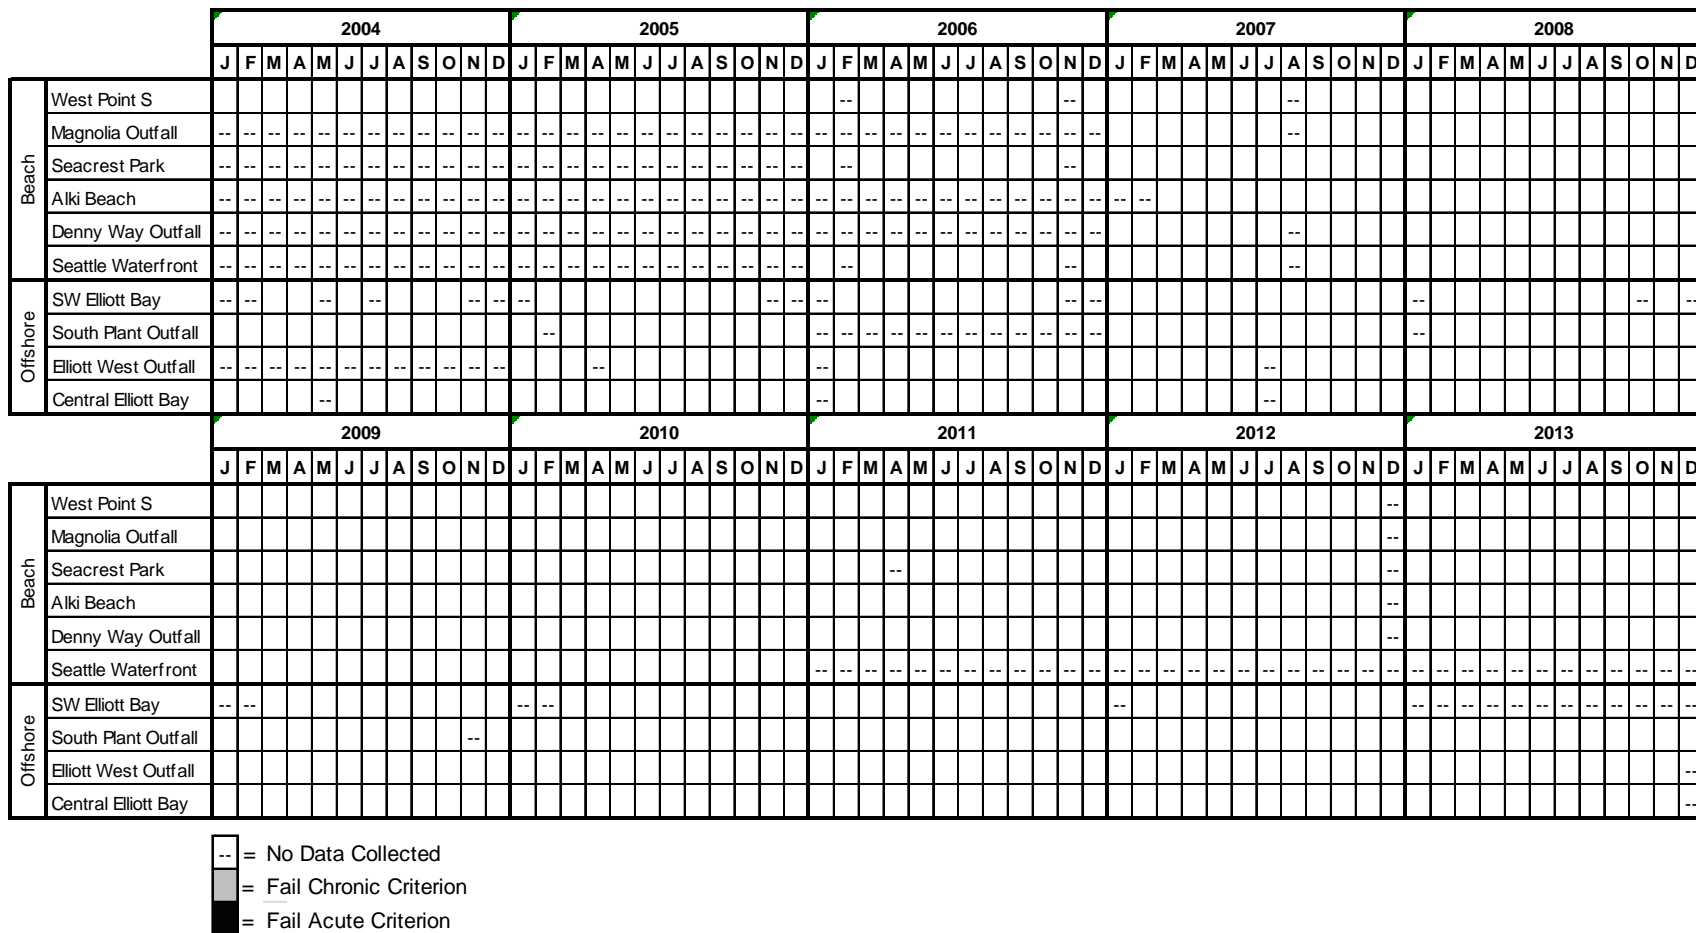 2004 2005 2006 2007 2008
J F M A M J J A S O N D J F M A M J J A S O N D J F M A M J J A S O N D J F M A M J J A S O N D J F M A M J J A S O N D
Beach
West Point S -- -- --
Magnolia Outfall -- -- -- -- -- -- -- -- -- -- -- -- -- -- -- -- -- -- -- -- -- -- -- -- -- -- -- -- -- -- -- -- -- -- -- -- --
Seacrest Park -- -- -- -- -- -- -- -- -- -- -- -- -- -- -- -- -- -- -- -- -- -- -- -- -- --
Alki Beach -- -- -- -- -- -- -- -- -- -- -- -- -- -- -- -- -- -- -- -- -- -- -- -- -- -- -- -- -- -- -- -- -- -- -- -- -- --
Denny Way Outfall -- -- -- -- -- -- -- -- -- -- -- -- -- -- -- -- -- -- -- -- -- -- -- -- -- -- -- -- -- -- -- -- -- -- -- -- --
Seattle Waterfront -- -- -- -- -- -- -- -- -- -- -- -- -- -- -- -- -- -- -- -- -- -- -- -- -- -- --
Offshore
SW Elliott Bay -- -- -- -- -- -- -- -- -- -- -- -- -- -- --
South Plant Outfall -- -- -- -- -- -- -- -- -- -- -- -- -- --
Elliott West Outfall -- -- -- -- -- -- -- -- -- -- -- -- -- -- --
Central Elliott Bay -- -- --
2009 2010 2011 2012 2013
J F M A M J J A S O N D J F M A M J J A S O N D J F M A M J J A S O N D J F M A M J J A S O N D J F M A M J J A S O N D
Beach
West Point S --
Magnolia Outfall --
Seacrest Park -- --
Alki Beach --
Denny Way Outfall --
Seattle Waterfront -- -- -- -- -- -- -- -- -- -- -- -- -- -- -- -- -- -- -- -- -- -- -- -- -- -- -- -- -- -- -- -- -- -- -- --
Offshore
SW Elliott Bay -- -- -- -- -- -- -- -- -- -- -- -- -- -- -- -- --
South Plant Outfall --
Elliott West Outfall --
Central Elliott Bay --
-- = No Data Collected
= Fail Chronic Criterion
= Fail Acute Criterion